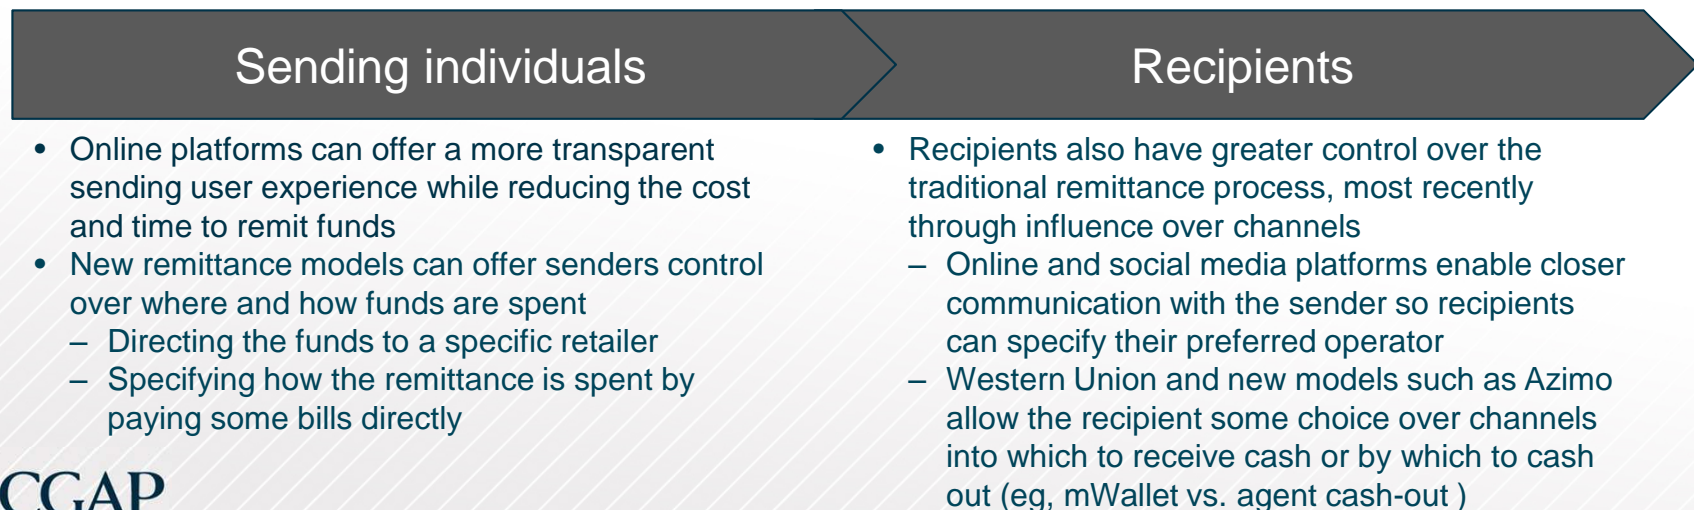 Sending individuals
Recipients
• Online platforms can offer a more transparent
sending user experience while reducing the cost
and time to remit funds
• New remittance models can offer senders control
over where and how funds are spent
– Directing the funds to a specific retailer
– Specifying how the remittance is spent by
paying some bills directly
• Recipients also have greater control over the
traditional remittance process, most recently
through influence over channels
– Online and social media platforms enable closer
communication with the sender so recipients
can specify their preferred operator
– Western Union and new models such as Azimo
allow the recipient some choice over channels
into which to receive cash or by which to cash
out (eg, mWallet vs. agent cash-out )
CGAP